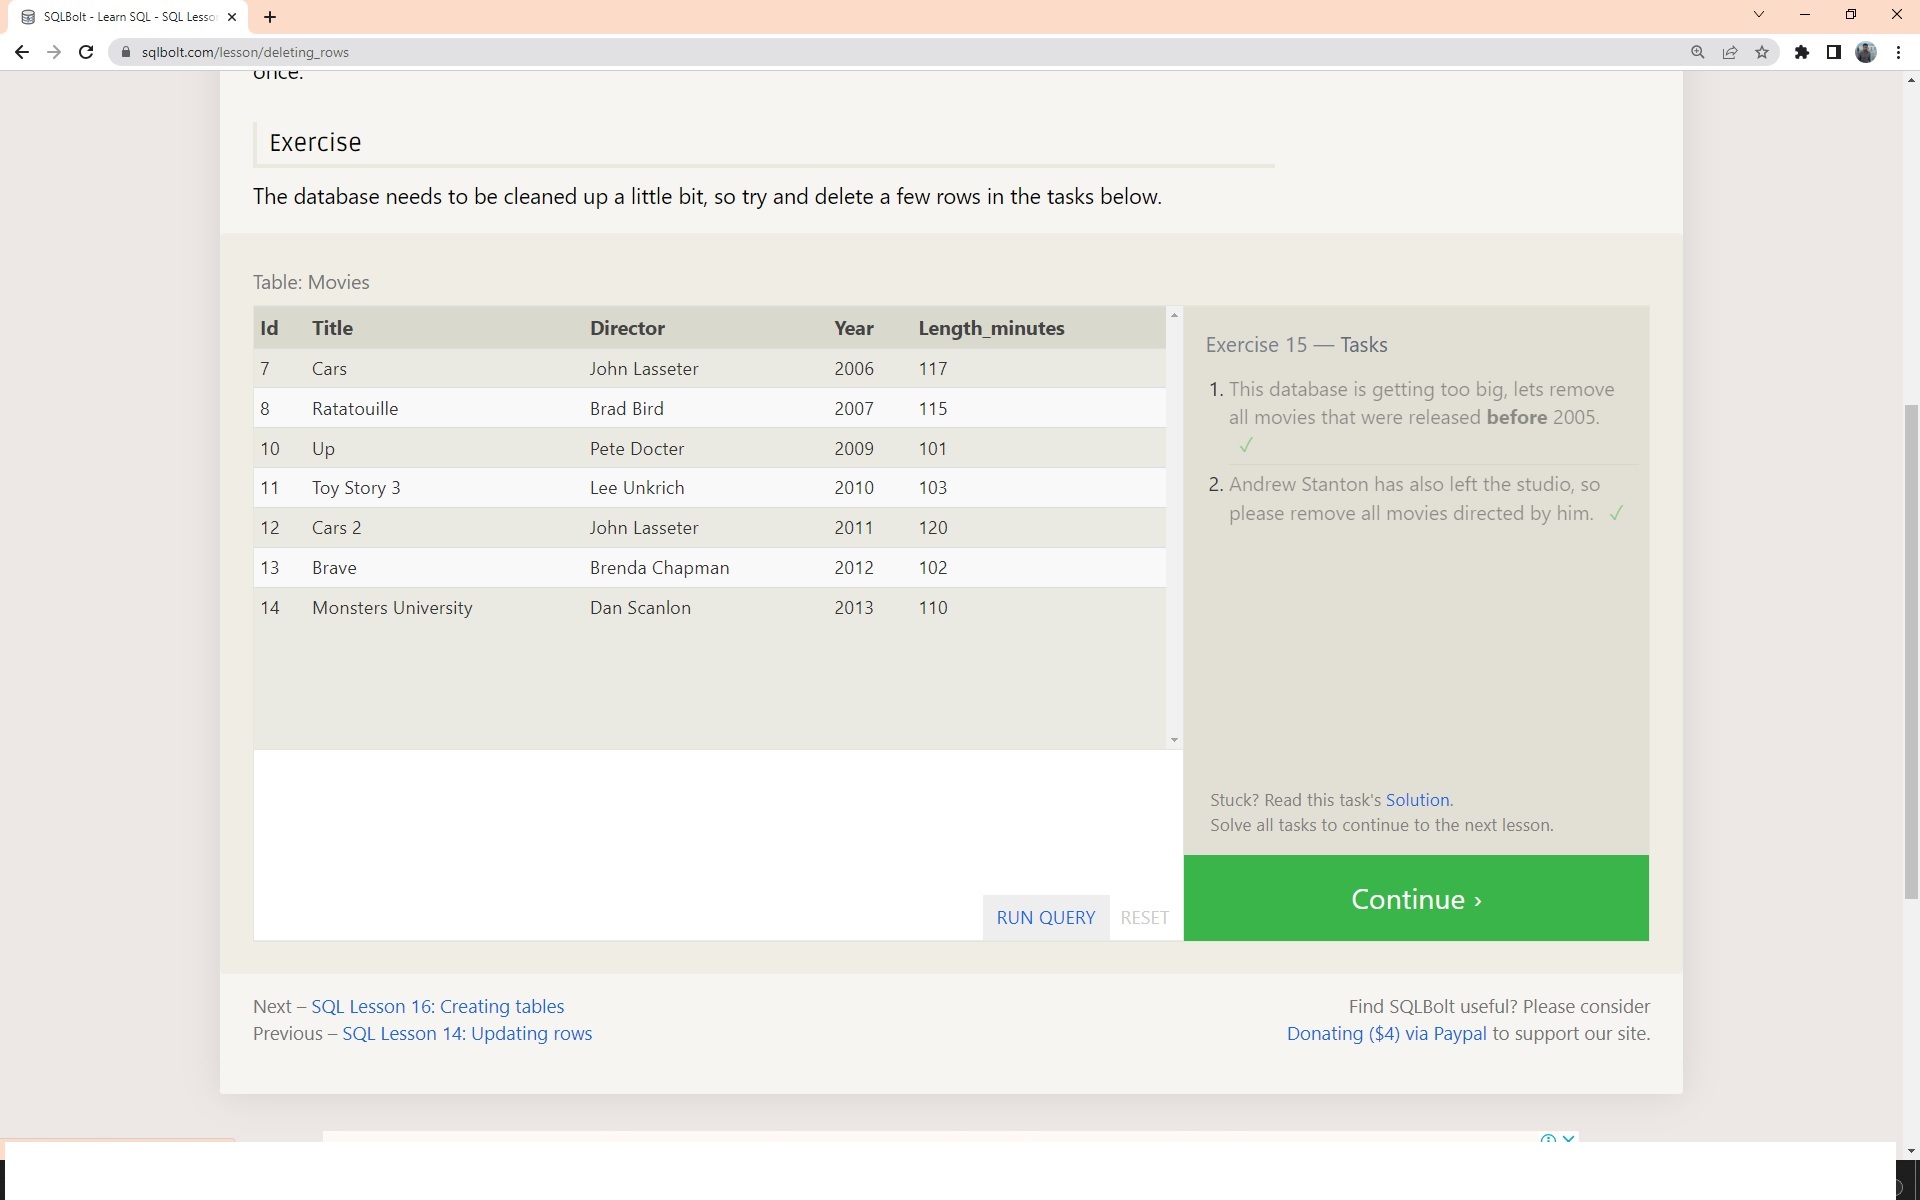 SQLBolt - Learn SQL - SQL Lesso
sqlbolt.com/lesson/deleting_rows
once.
Exercise
The database needs to be cleaned up a little bit, so try and delete a few rows in the tasks below.
Table: Movies
Id Title Director Year Length_minutes
7 Cars John Lasseter 2006 117
8 Ratatouille Brad Bird 2007 115
10 Up Pete Docter 2009 101
11 Toy Story 3 Lee Unkrich 2010 103
12 Cars 2 John Lasseter 2011 120
13 Brave Brenda Chapman 2012 102
14 Monsters University Dan Scanlon 2013 110
RUN QUERY RESET
Exercise 15 — Tasks
1. This database is getting too big, lets remove
all movies that were released before 2005.
✓
2. Andrew Stanton has also left the studio, so
please remove all movies directed by him. ✓
Stuck? Read this task's Solution.
Solve all tasks to continue to the next lesson.
Continue ›
Next – SQL Lesson 16: Creating tables
Previous – SQL Lesson 14: Updating rows
Find SQLBolt useful? Please consider
Donating ($4) via Paypal to support our site.